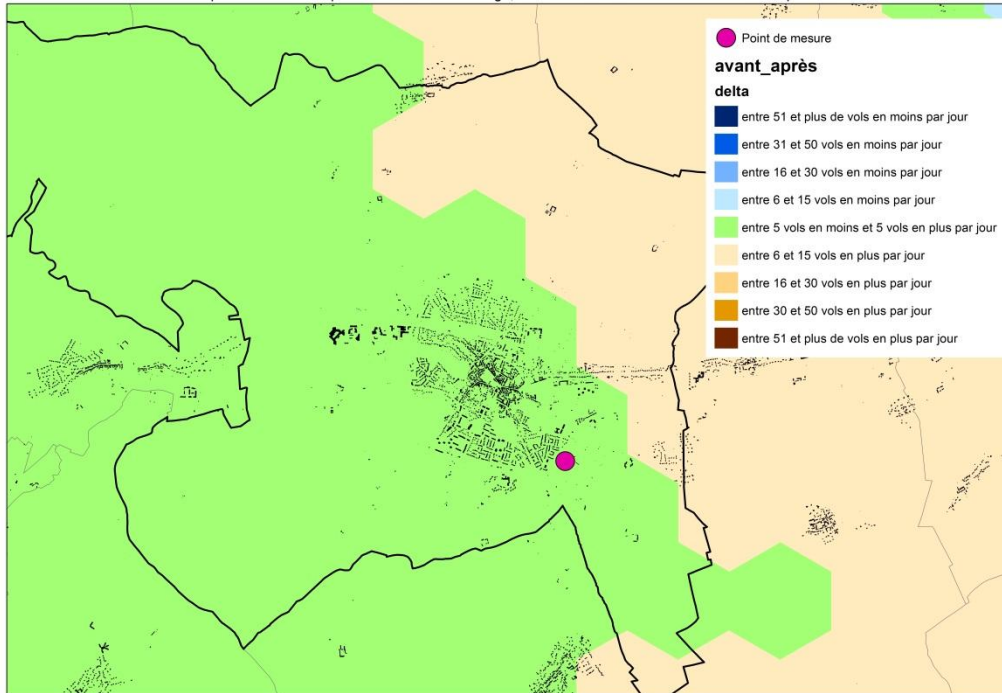 Point de mesure
avant_après
delta
entre 51 et plus de vols en moins par jour
entre 31 et 50 vols en moins par jour
entre 16 et 30 vols en moins par jour
entre 6 et 15 vols en moins par jour
entre 5 vols en moins et 5 vols en plus par jour
entre 6 et 15 vols en plus par jour
entre 16 et 30 vols en plus par jour
entre 30 et 50 vols en plus par jour
entre 51 et plus de vols en plus par jour